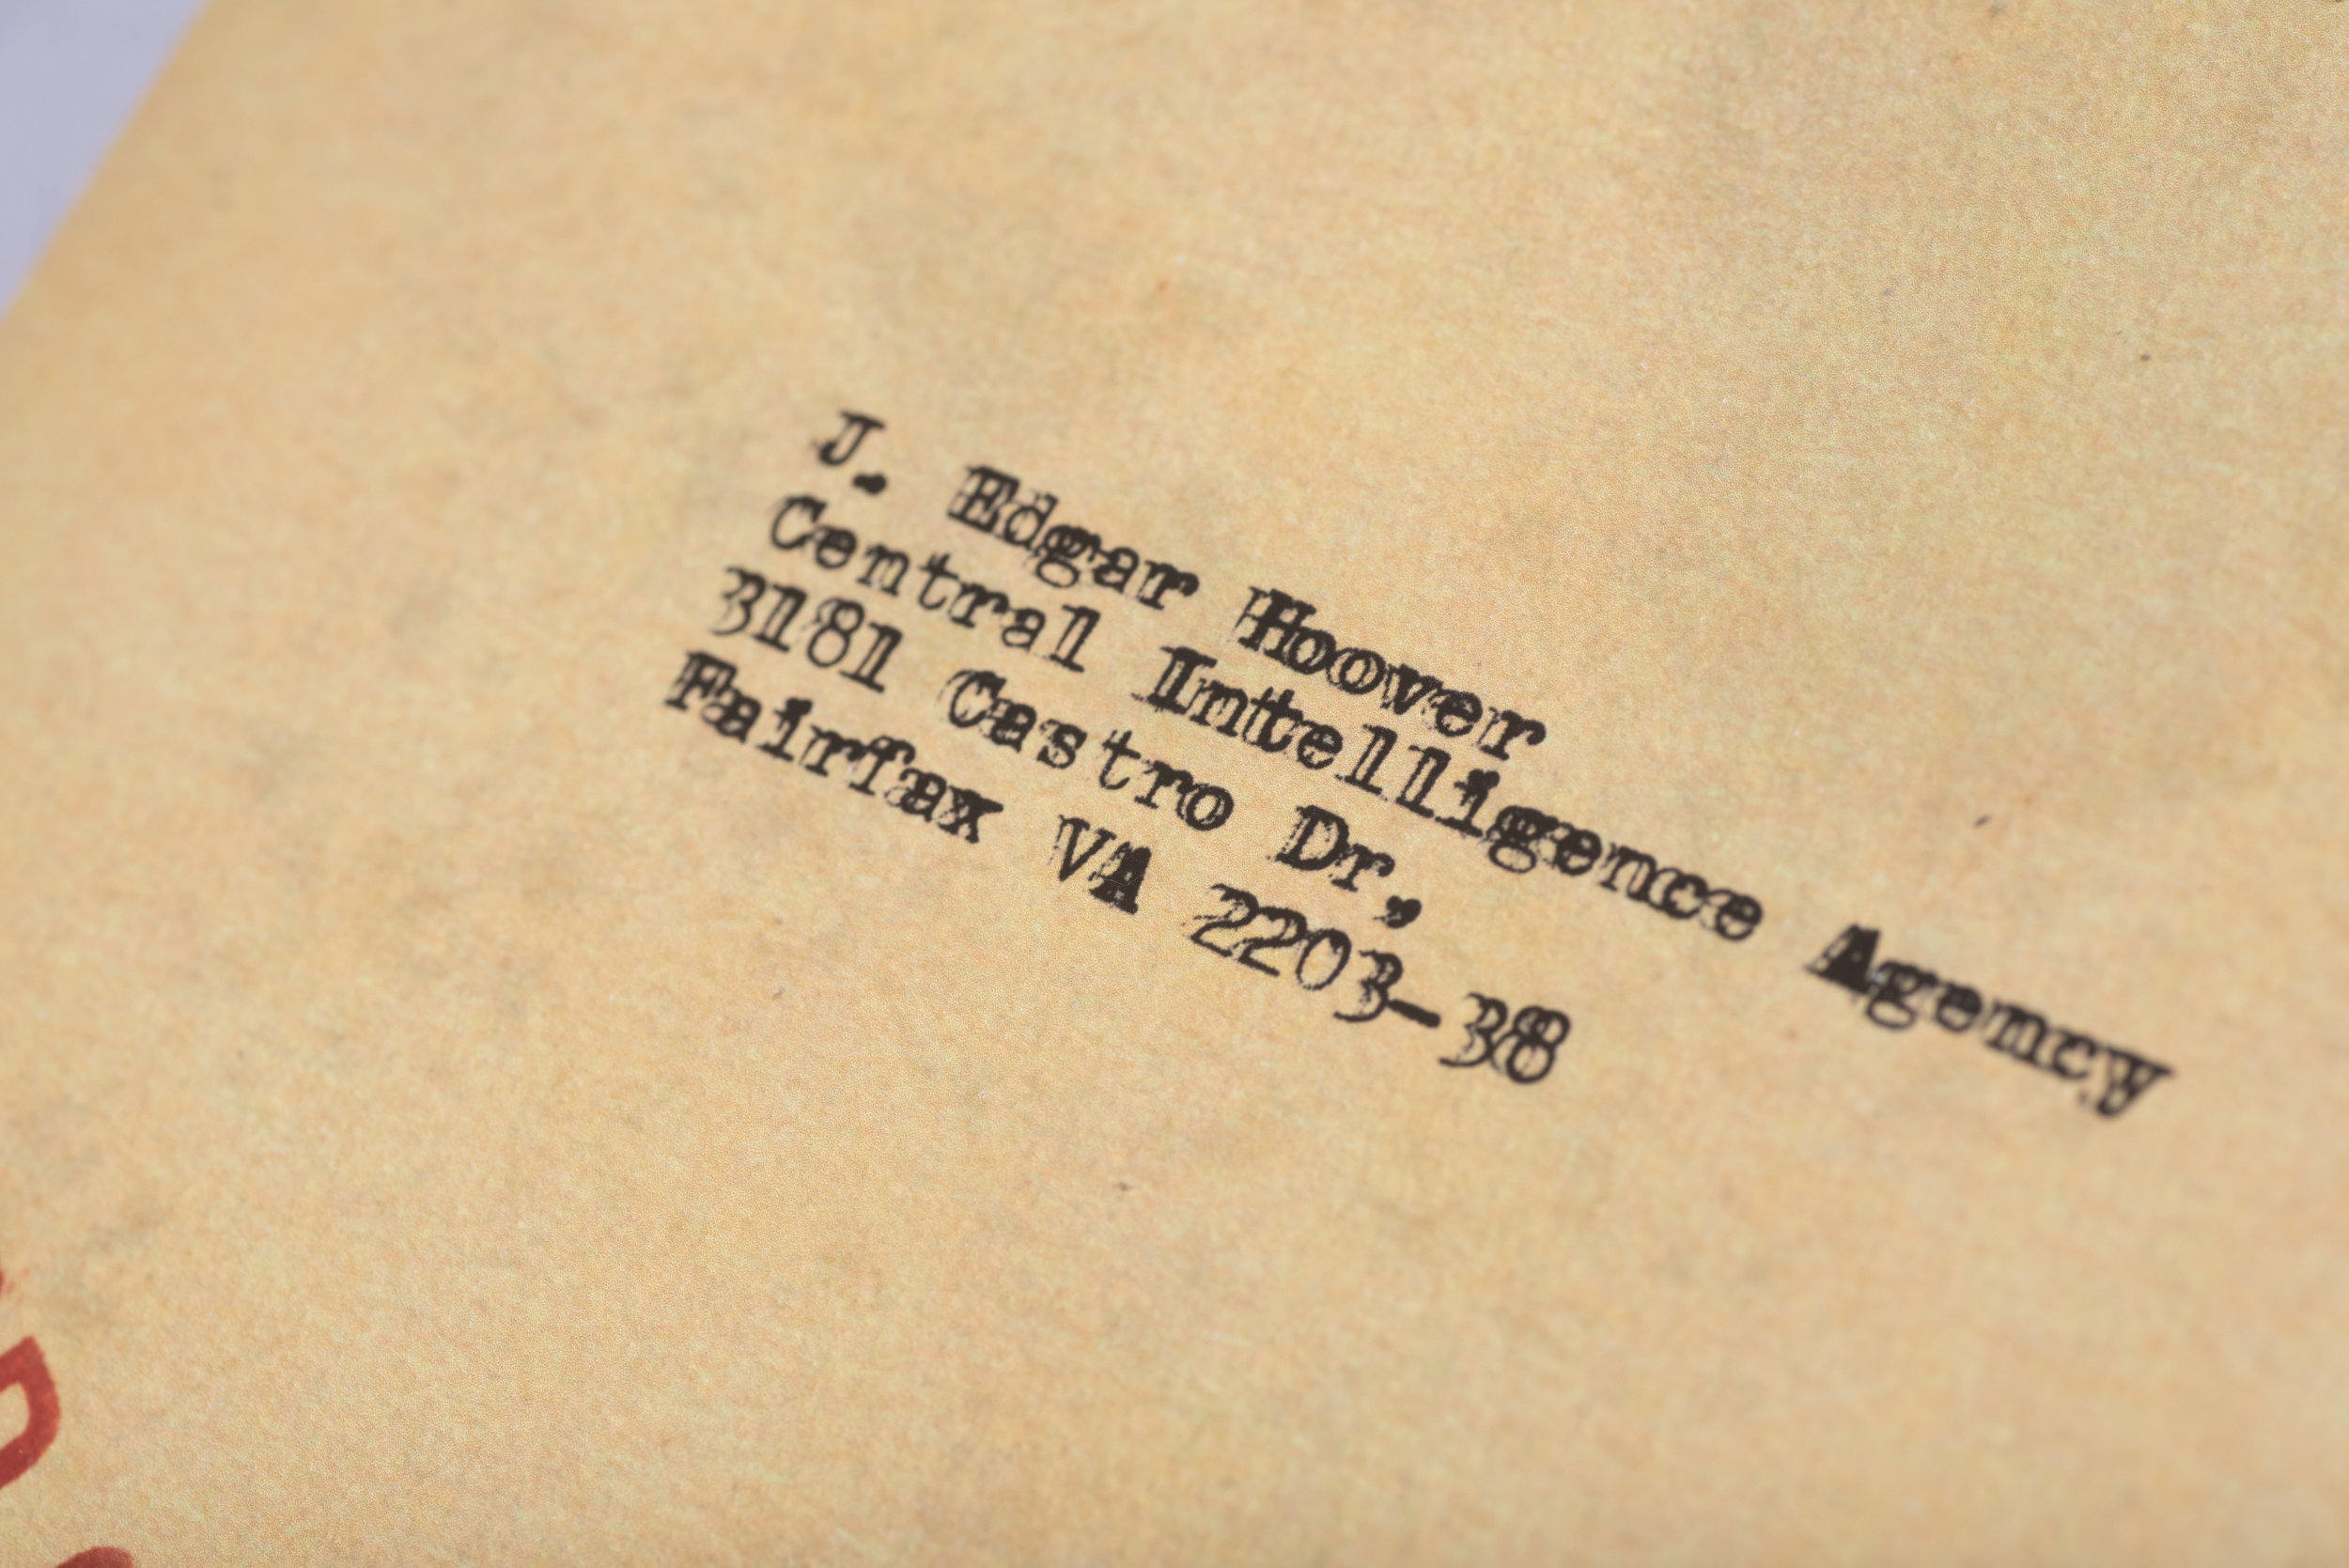 J. Edgar Hoover
Central Intelligence Agency
3181 Castro Dr,
Fairfax VA 2203-38